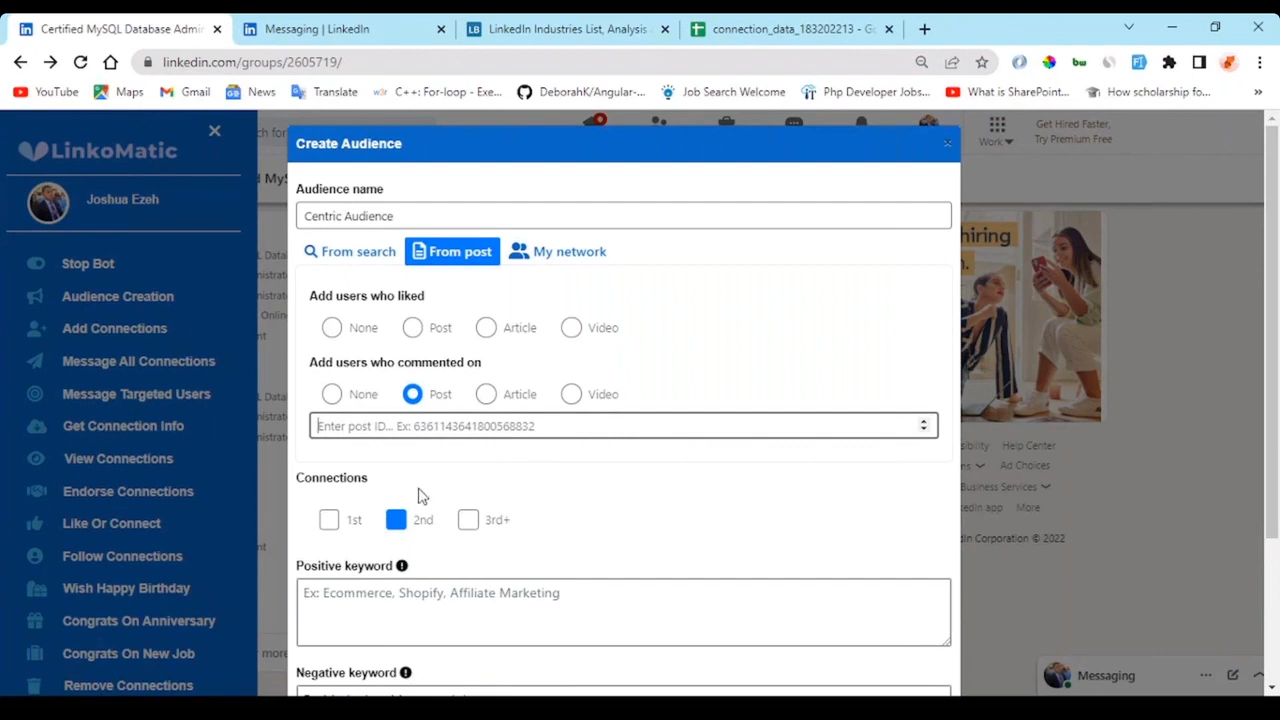 Certified MySQL Database Admini
Messaging | LinkedIn
LinkedIn Industries List, Analysis
connection_data_183202213 - Go
linkedin.com/groups/2605719/
YouTube
Maps
Gmail
News
Translate
C++: For-loop - Exe...
DeborahK/Angular-...
Job Search Welcome
Php Developer Jobs...
What is SharePoint...
How scholarship fo...
»
LinkoMatic
Joshua Ezeh
Stop Bot
Audience Creation
Add Connections
Message All Connections
Message Targeted Users
Get Connection Info
View Connections
Endorse Connections
Like Or Connect
Follow Connections
Wish Happy Birthday
Congrats On Anniversary
Congrats On New Job
Remove Connections
Create Audience
Audience name
Centric Audience
From search
From post
My network
Add users who liked
None
Post
Article
Video
Add users who commented on
None
Post
Article
Video
Enter post ID... Ex: 6361143641800568832
Connections
1st
2nd
3rd+
Positive keyword
Ex: Ecommerce, Shopify, Affiliate Marketing
Negative keyword
Work
Get Hired Faster,
Try Premium Free
hiring
Help Center
Ad Choices
Business Services
More
Corporation © 2022
Messaging